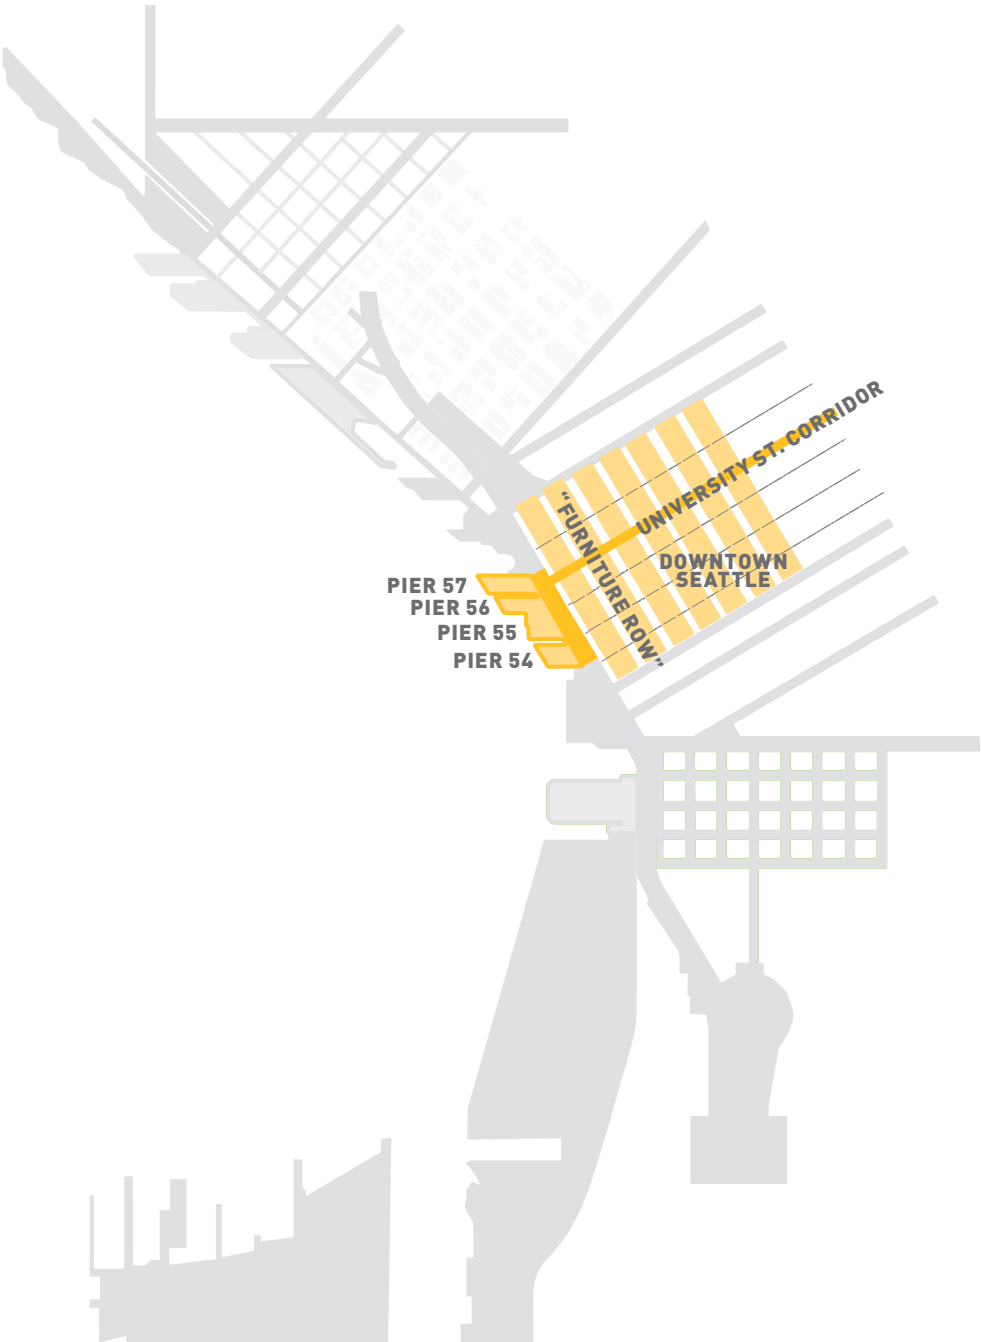 UNIVERSITY ST. CORRIDOR
“FURNITURE ROW”
DOWNTOWN
SEATTLE
PIER 57
PIER 56
PIER 55
PIER 54